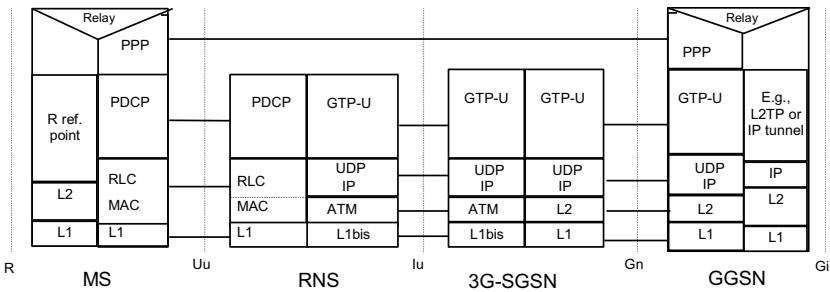 Relay
Relay
PPP
PPP
R ref.
point
PDCP
PDCP
GTP-U
GTP-U
GTP-U
GTP-U
E.g.,
L2TP or
IP tunnel
RLC
RLC
UDP
IP
UDP
IP
UDP
IP
UDP
IP
IP
L2
MAC
MAC
ATM
ATM
L2
L2
L2
L1
L1
L1
L1bis
L1bis
L1
L1
L1
R
MS
Uu
RNS
Iu
3G-SGSN
Gn
GGSN
Gi